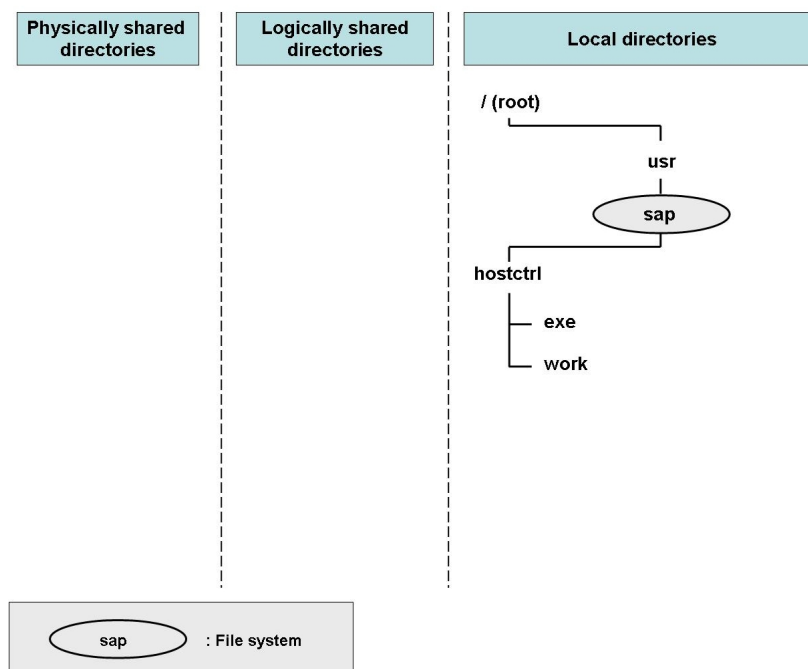 Physically shared
directories
Logically shared
directories
Local directories
/ (root)
usr
sap
hostctrl
exe
work
sap : File system